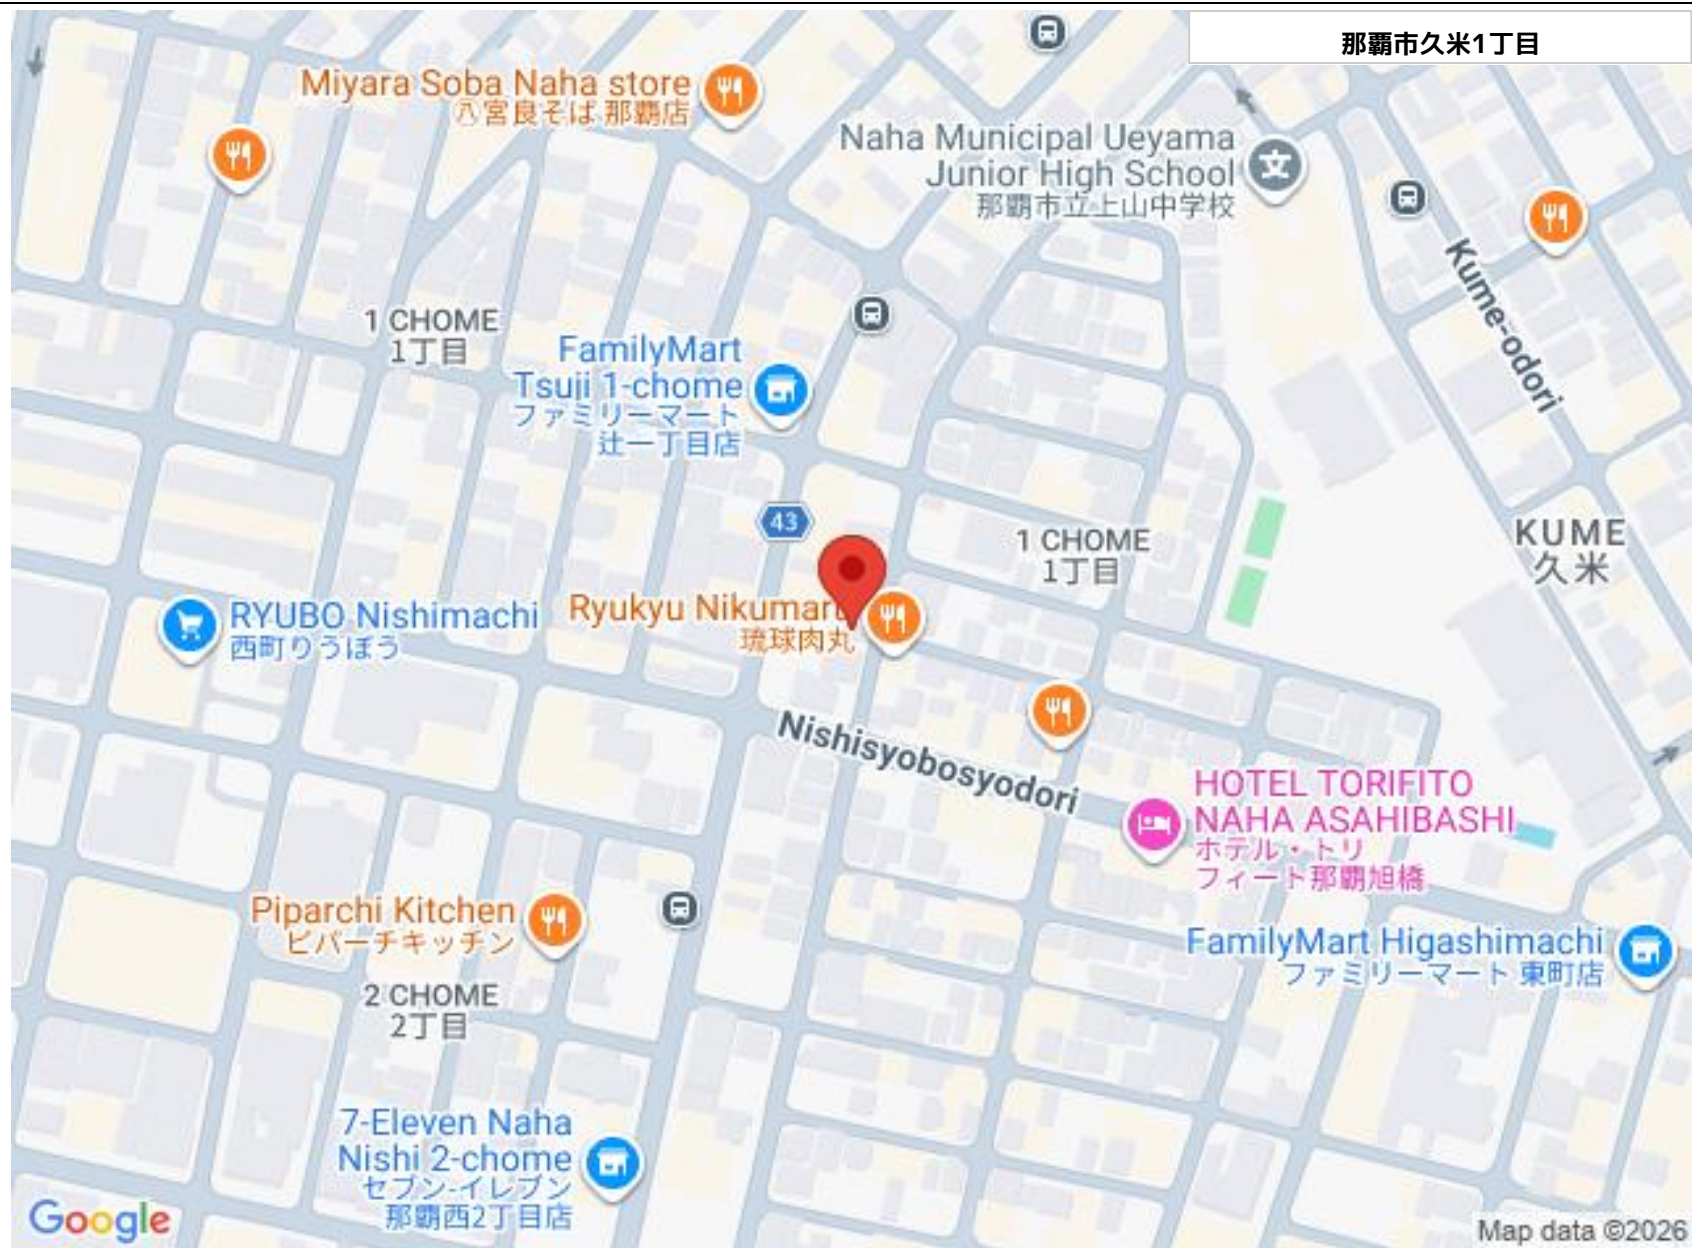 那覇市久米1丁目
Miyara Soba Naha store
八宮良そば 那覇店
Naha Municipal Ueyama
Junior High School
那覇市立上山中学校
文
Kume-odori
1 CHOME
1丁目
FamilyMart
Tsuji 1-chome
ファミリーマート
辻一丁目店
43
1 CHOME
1丁目
KUME
久米
RYUBO Nishimachi
西町りうぼう
Ryukyu Nikumaru
琉球肉丸
Nishisyobosyodori
HOTEL TORIFITO
NAHA ASAHIBASHI
ホテル・トリ
フィート那覇旭橋
Piparchi Kitchen
ピパーチキッチン
FamilyMart Higashimachi
ファミリーマート 東町店
2 CHOME
2丁目
7-Eleven Naha
Nishi 2-chome
セブン-イレブン
那覇西2丁目店
Google
Map data ©2026